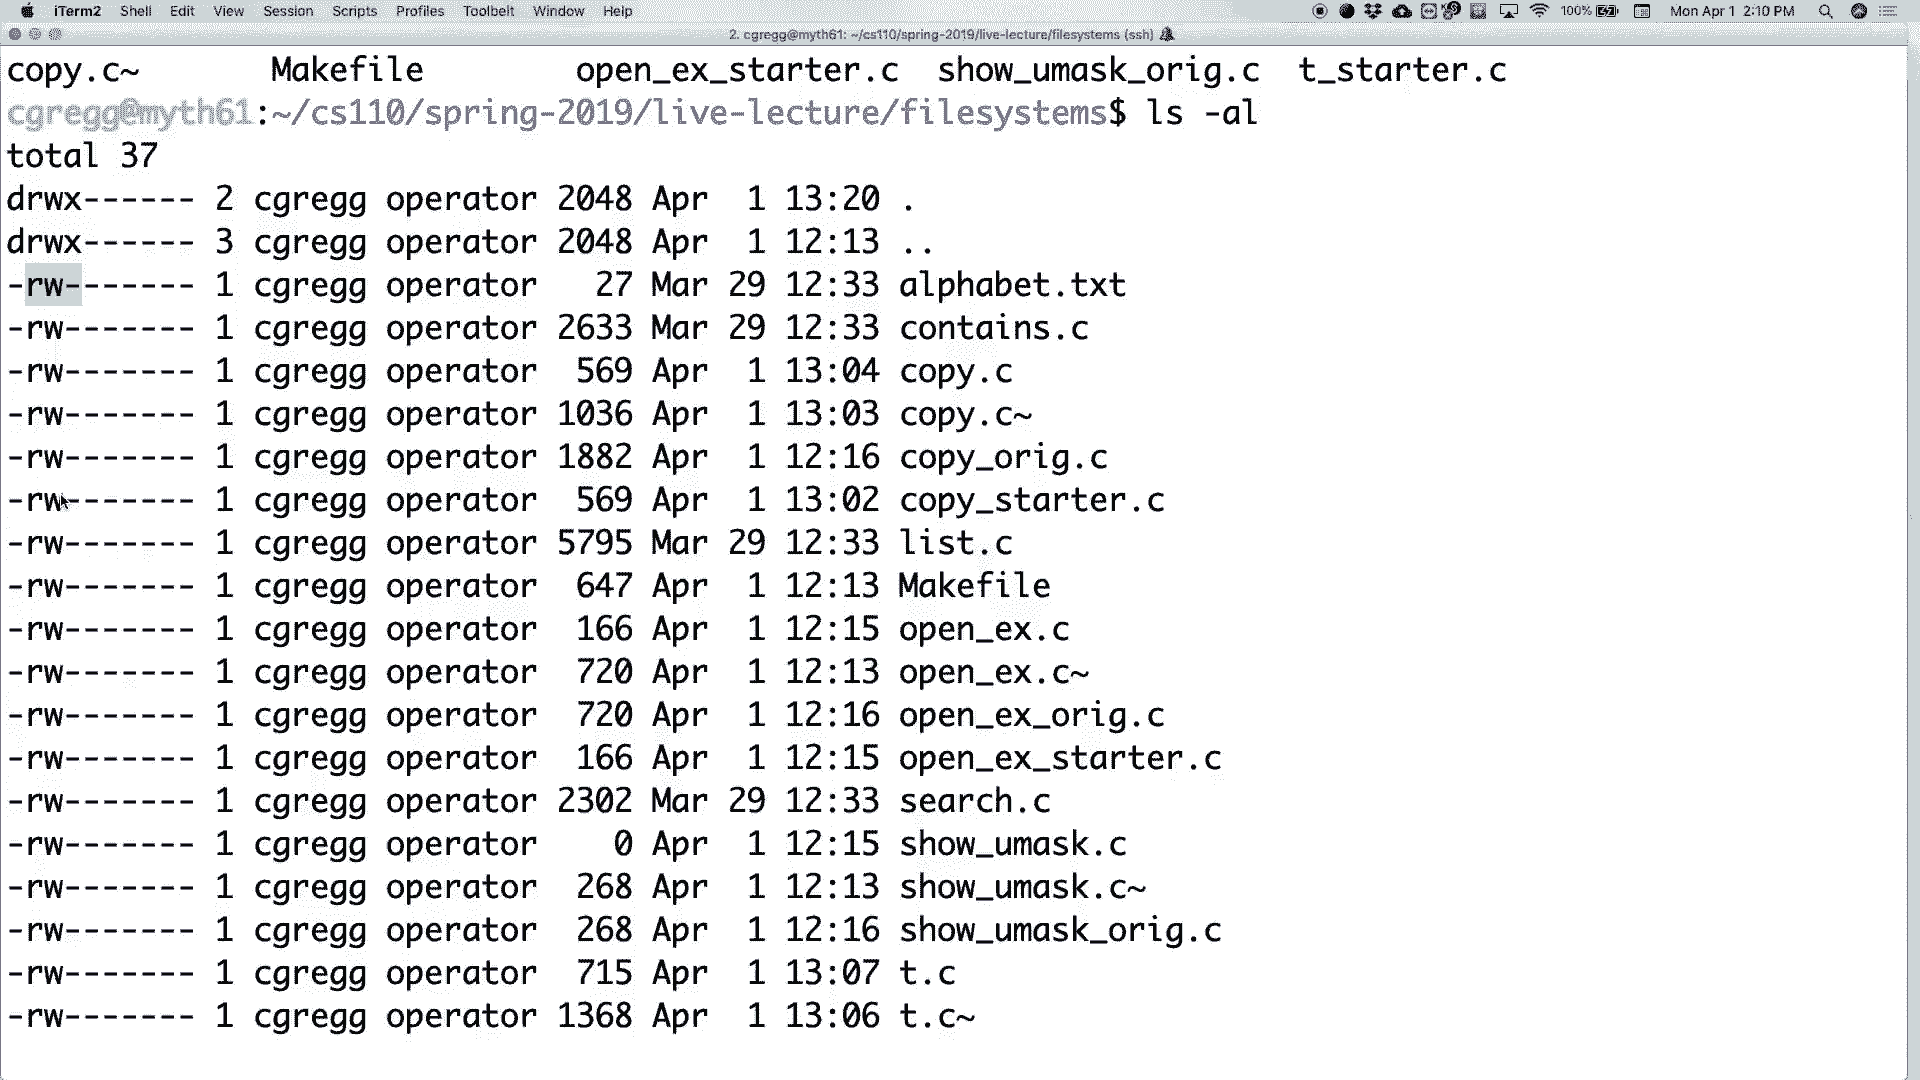 iTerm2 Shell Edit View Session Scripts Profiles Toolbelt Window Help 100% Mon Apr 1 2:10 PM
2. cgregg@myth61: ~/cs110/spring-2019/live-lecture/filesystems (ssh)
copy.c~ Makefile open_ex_starter.c show_umask_orig.c t_starter.c
cgregg@myth61:~/cs110/spring-2019/live-lecture/filesystems$ ls -al
total 37
drwx------ 2 cgregg operator 2048 Apr 1 13:20 .
drwx------ 3 cgregg operator 2048 Apr 1 12:13 ..
-rw------- 1 cgregg operator 27 Mar 29 12:33 alphabet.txt
-rw------- 1 cgregg operator 2633 Mar 29 12:33 contains.c
-rw------- 1 cgregg operator 569 Apr 1 13:04 copy.c
-rw------- 1 cgregg operator 1036 Apr 1 13:03 copy.c~
-rw------- 1 cgregg operator 1882 Apr 1 12:16 copy_orig.c
-rw------- 1 cgregg operator 569 Apr 1 13:02 copy_starter.c
-rw------- 1 cgregg operator 5795 Mar 29 12:33 list.c
-rw------- 1 cgregg operator 647 Apr 1 12:13 Makefile
-rw------- 1 cgregg operator 166 Apr 1 12:15 open_ex.c
-rw------- 1 cgregg operator 720 Apr 1 12:13 open_ex.c~
-rw------- 1 cgregg operator 720 Apr 1 12:16 open_ex_orig.c
-rw------- 1 cgregg operator 166 Apr 1 12:15 open_ex_starter.c
-rw------- 1 cgregg operator 2302 Mar 29 12:33 search.c
-rw------- 1 cgregg operator 0 Apr 1 12:15 show_umask.c
-rw------- 1 cgregg operator 268 Apr 1 12:13 show_umask.c~
-rw------- 1 cgregg operator 268 Apr 1 12:16 show_umask_orig.c
-rw------- 1 cgregg operator 715 Apr 1 13:07 t.c
-rw------- 1 cgregg operator 1368 Apr 1 13:06 t.c~